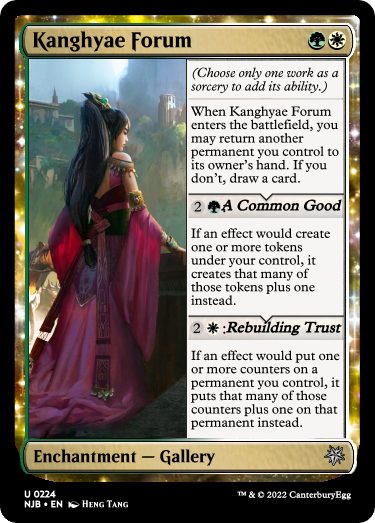 Kanghyae Forum
(Choose only one work as a
sorcery to add its ability.)
When Kanghyae Forum
enters the battlefield, you
may return another
permanent you control to
its owner's hand. If you
don't, draw a card.
2 A Common Good
If an effect would create
one or more tokens
under your control, it
creates that many of
those tokens plus one
instead.
2 :Rebuilding Trust
If an effect would put one
or more counters on a
permanent you control, it
puts that many of those
counters plus one on that
permanent instead.
Enchantment — Gallery
U 0224
NJB • EN Heng Tang
™ & © 2022 CanterburyEgg